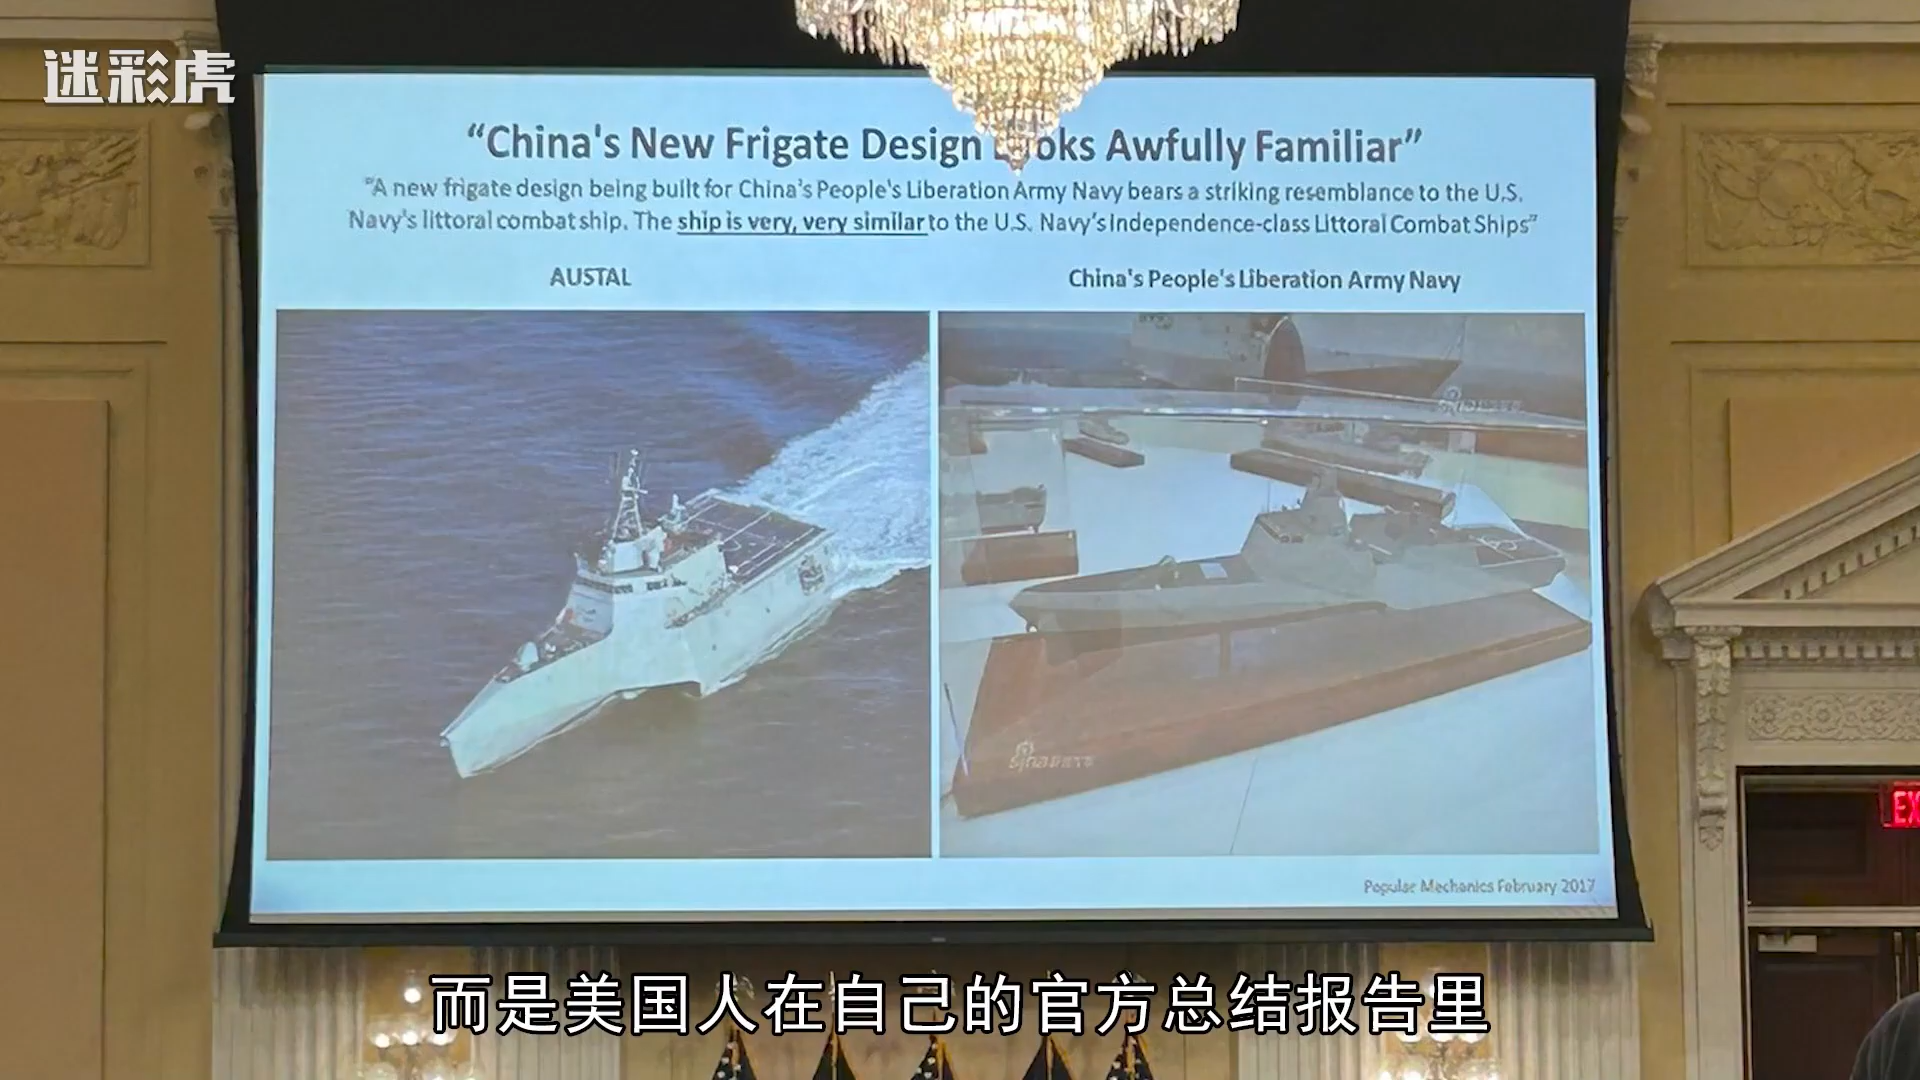 迷彩虎
“China's New Frigate Design Looks Awfully Familiar”
"A new frigate design being built for China's People's Liberation Army Navy bears a striking resemblance to the U.S.
Navy's littoral combat ship. The ship is very, very similar to the U.S. Navy's Independence-class Littoral Combat Ships"
AUSTAL
China's People's Liberation Army Navy
Popular Mechanics February 2017
EX
而是美国人在自己的官方总结报告里